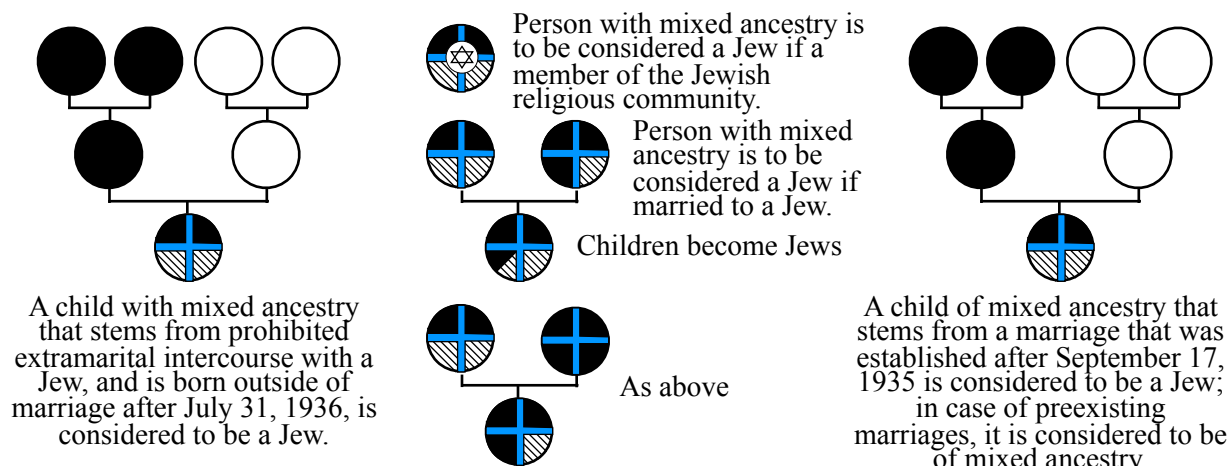 Person with mixed ancestry is
to be considered a Jew if a
member of the Jewish
religious community.
Person with mixed
ancestry is to be
considered a Jew if
married to a Jew.
Children become Jews
As above
A child with mixed ancestry
that stems from prohibited
extramarital intercourse with a
Jew, and is born outside of
marriage after July 31, 1936, is
considered to be a Jew.
A child of mixed ancestry that
stems from a marriage that was
established after September 17,
1935 is considered to be a Jew;
in case of preexisting
marriages, it is considered to be
of mixed ancestry